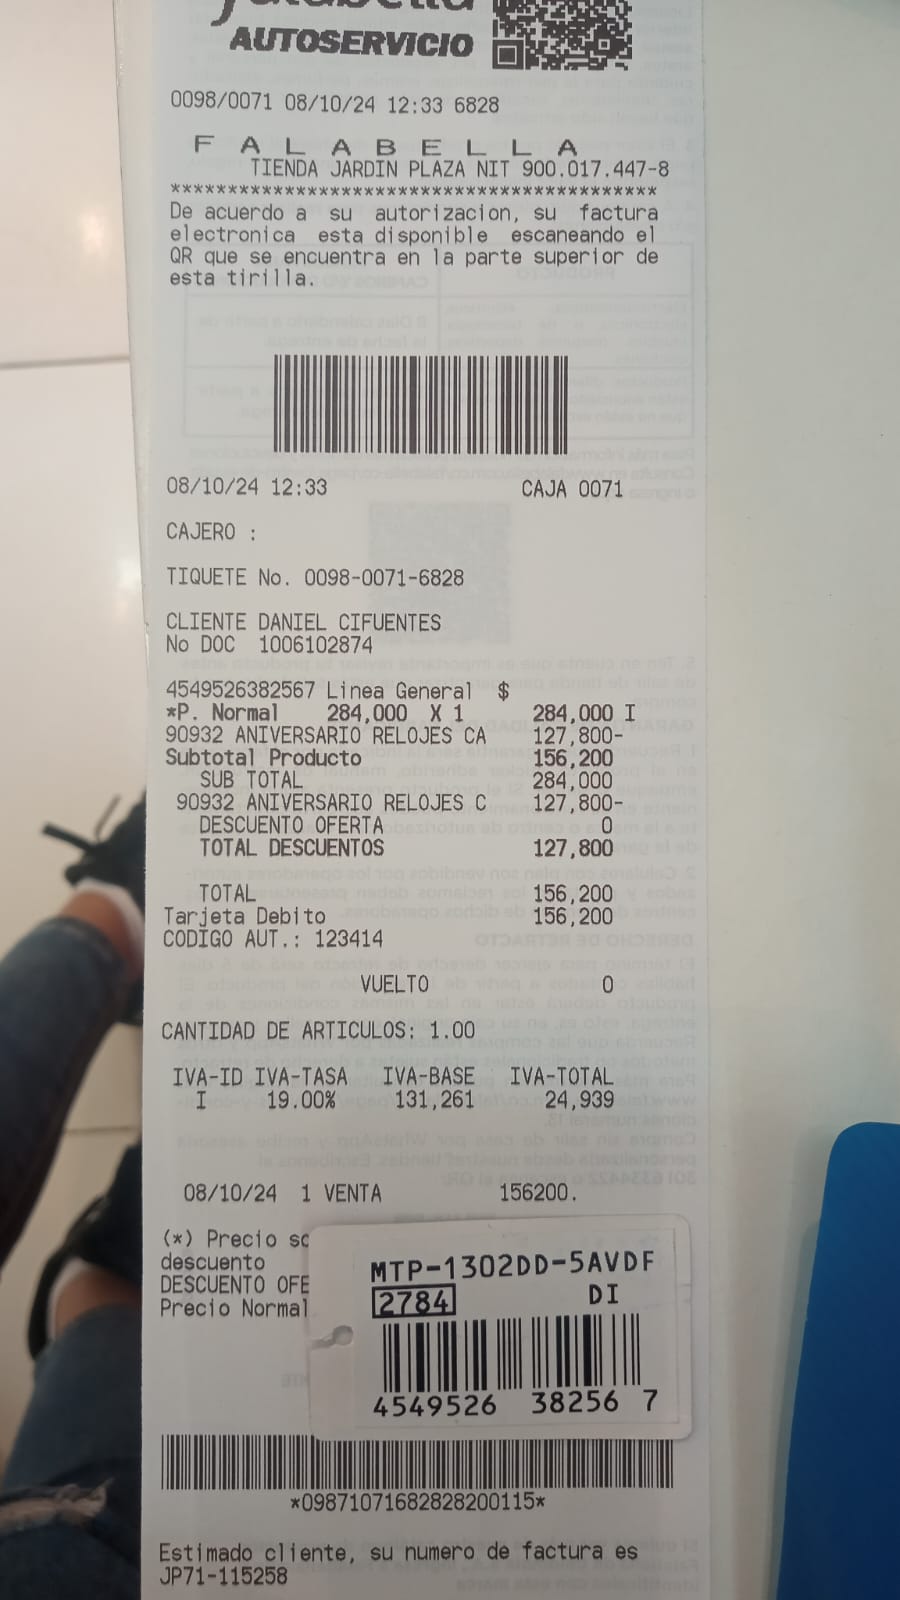 AUTOSERVICIO
0098/0071 08/10/24 12:33 6828
F A L A B E L L A
TIENDA JARDIN PLAZA NIT 900.017.447-8
******************************************
De acuerdo a su autorizacion, su factura
electronica esta disponible escaneando el
QR que se encuentra en la parte superior de
esta tirilla.
08/10/24 12:33 CAJA 0071
CAJERO :
TIQUETE No. 0098-0071-6828
CLIENTE DANIEL CIFUENTES
No DOC 1006102874
4549526382567 Linea General $
*P. Normal 284,000 X 1 284,000 I
90932 ANIVERSARIO RELOJES CA 127,800-
Subtotal Producto 156,200
SUB TOTAL 284,000
90932 ANIVERSARIO RELOJES C 127,800-
DESCUENTO OFERTA 0
TOTAL DESCUENTOS 127,800
TOTAL 156,200
Tarjeta Debito 156,200
CODIGO AUT.: 123414
VUELTO 0
CANTIDAD DE ARTICULOS: 1.00
IVA-ID IVA-TASA IVA-BASE IVA-TOTAL
I 19.00% 131,261 24,939
08/10/24 1 VENTA 156200.
(*) Precio
descuento
DESCUENTO
Precio Normal
MTP-1302DD-5AVDF
2784 DI
4549526 38256 7
*09871071682828200115*
Estimado cliente, su numero de factura es
JP71-115258